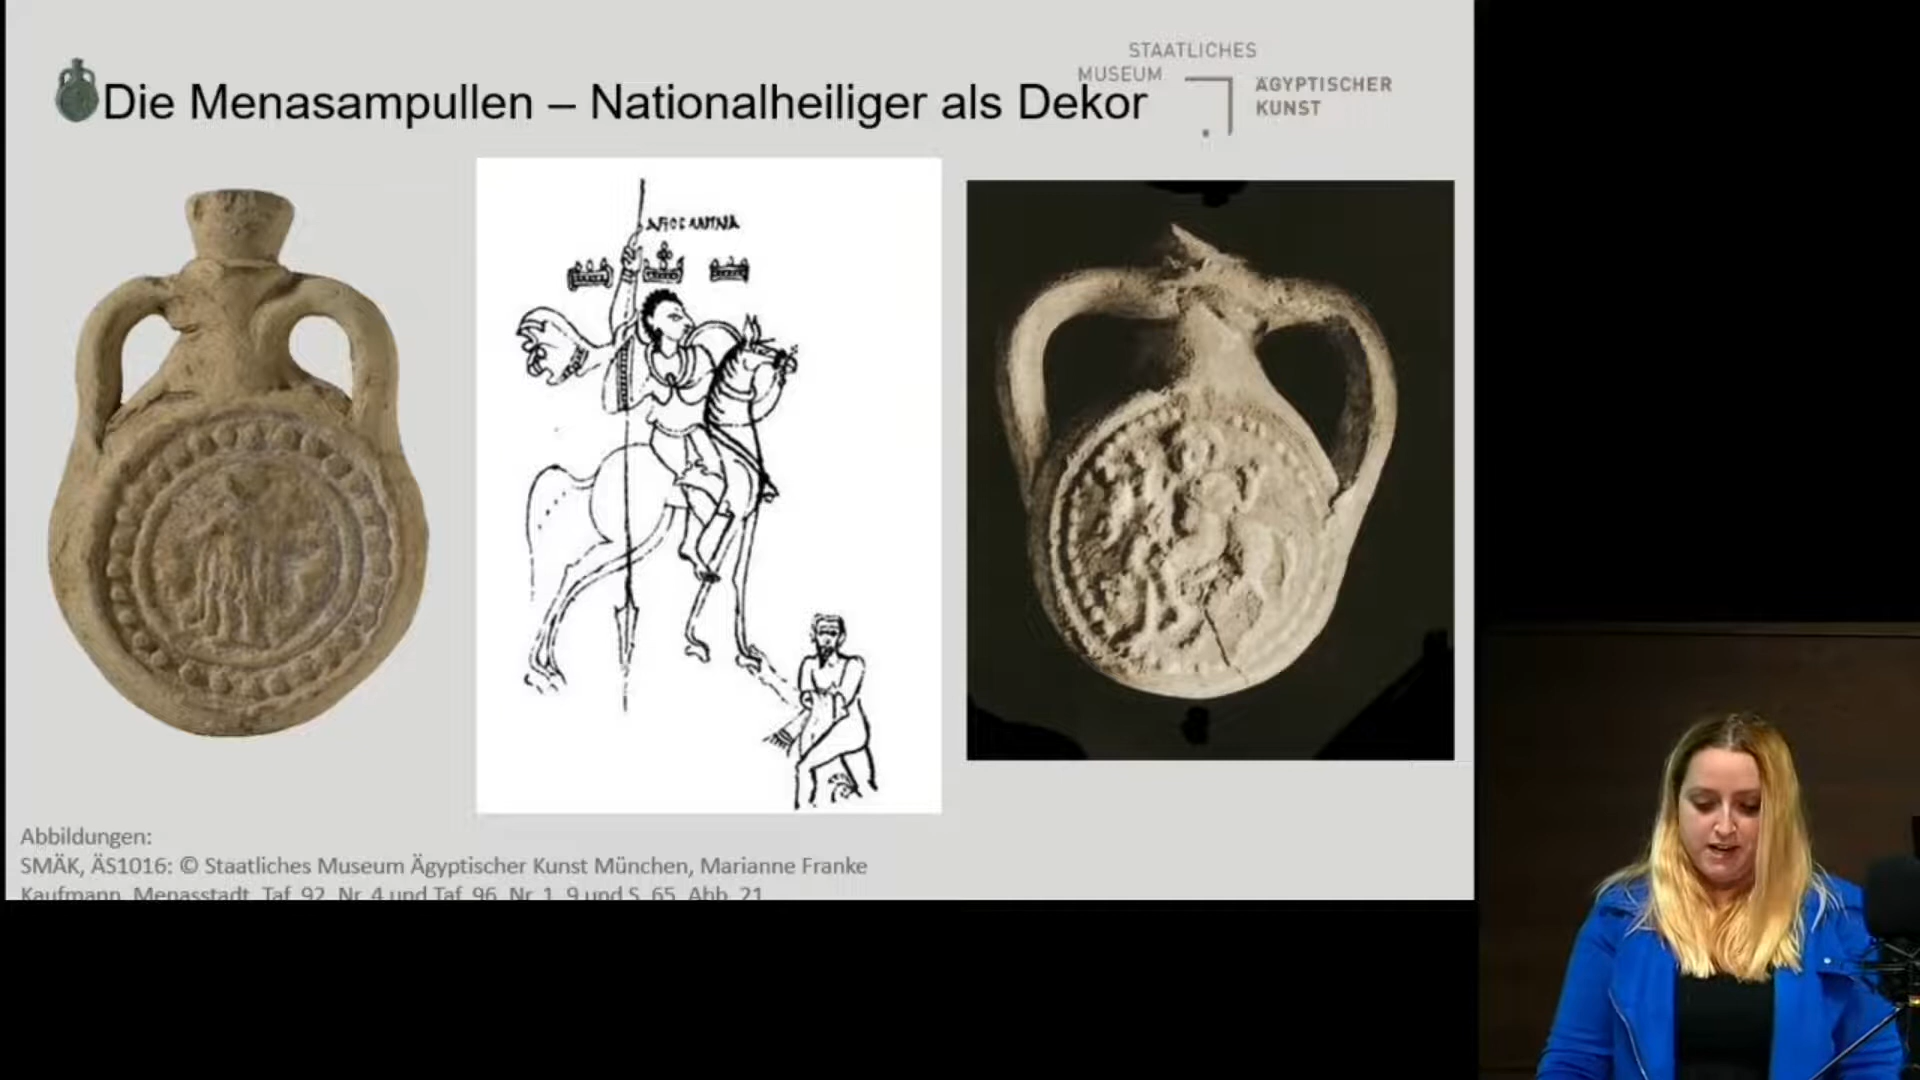 STAATLICHES
MUSEUM
ÄGYPTISCHER
KUNST
Die Menasampullen – Nationalheiliger als Dekor
Abbildungen:
SMÄK, ÄS1016: © Staatliches Museum Ägyptischer Kunst München, Marianne Franke
Kaufmann, Menasstadt, Taf. 92, Nr. 4 und Taf. 96, Nr. 1, 9 und S. 65, Abb. 21